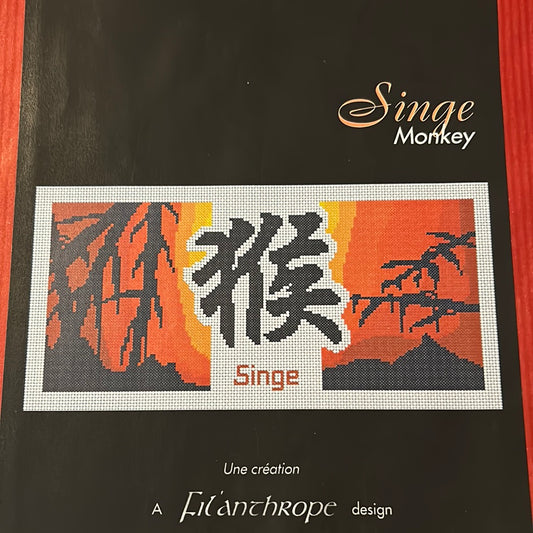 Singe
Monkey
猴
Singe
Une création
A Fil'anthrope design